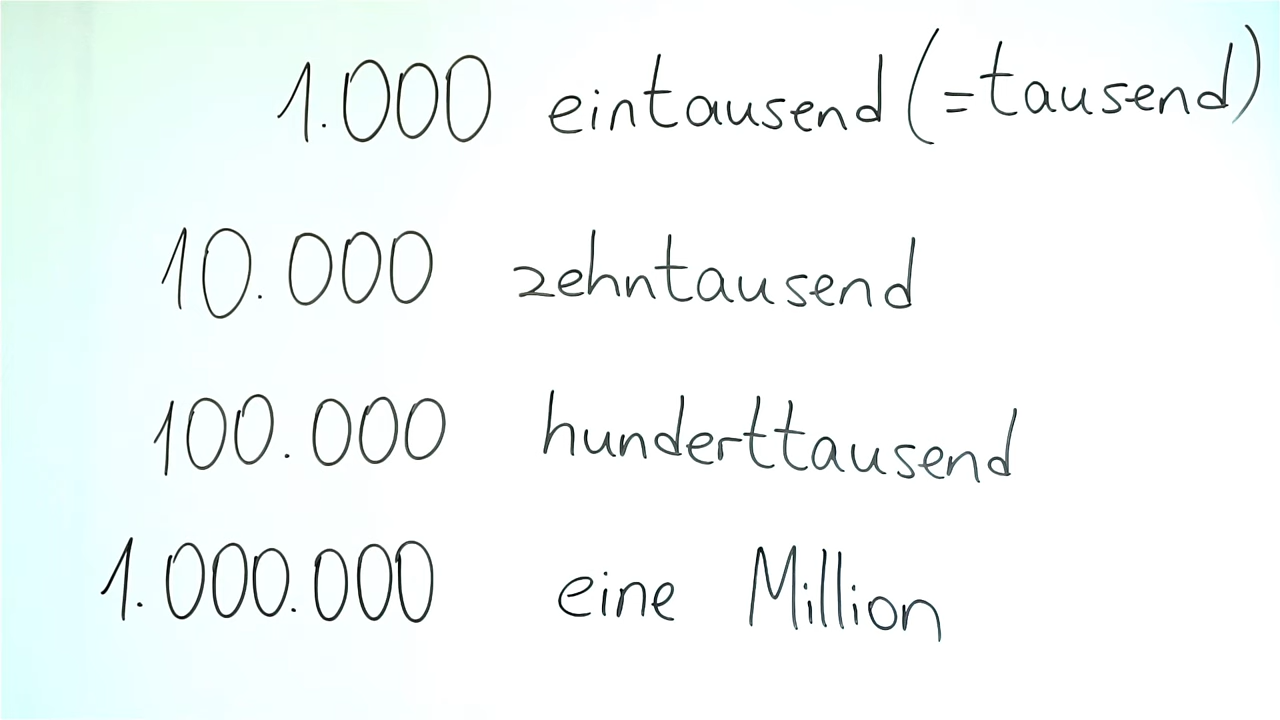 1.000 eintausend (=tausend)
10.000 zehntausend
100.000 hunderttausend
1.000.000 eine Million